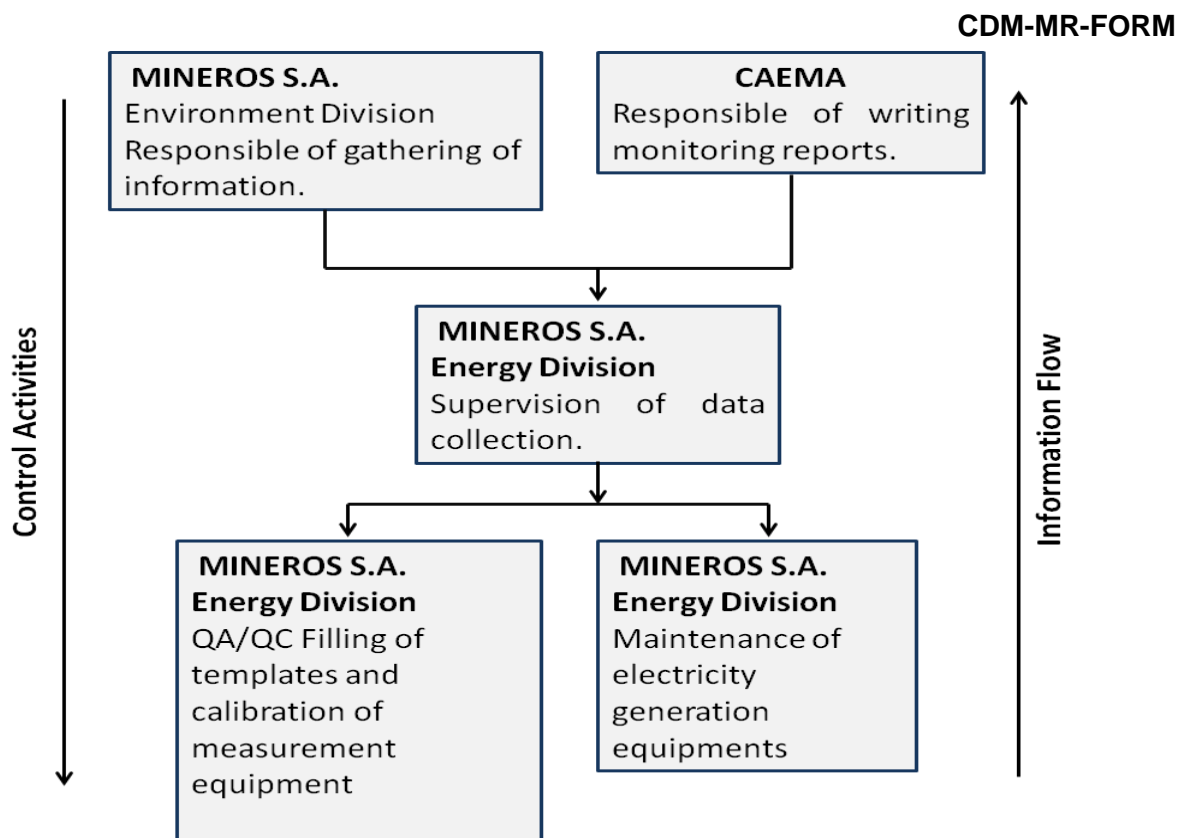 CDM-MR-FORM
MINEROS S.A.
Environment Division
Responsible of gathering of
information.
CAEMA
Responsible of writing
monitoring reports.
Control Activities
MINEROS S.A.
Energy Division
Supervision of data
collection.
Information Flow
MINEROS S.A.
Energy Division
QA/QC Filling of
templates and
calibration of
measurement
equipment
MINEROS S.A.
Energy Division
Maintenance of
electricity
generation
equipments